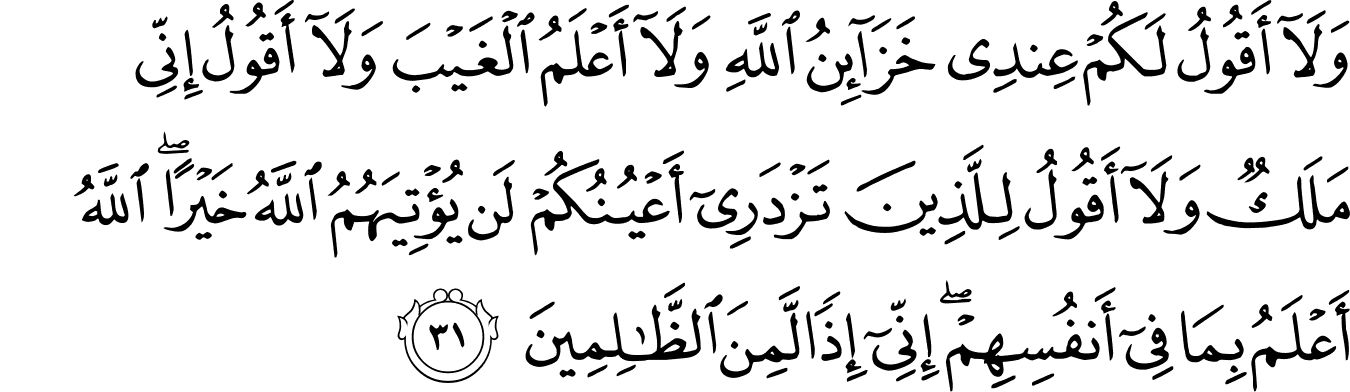 وَلَآ أَقُولُ لَكُمْ عِندِى خَزَآئِنُ ٱللَّهِ وَلَآ أَعْلَمُ ٱلْغَيْبَ وَلَآ أَقُولُ إِنِّى
مَلَكٌ وَلَآ أَقُولُ لِلَّذِينَ تَزْدَرِىٓ أَعْيُنُكُمْ لَن يُؤْتِيَهُمُ ٱللَّهُ خَيْرًا ۖ ٱللَّهُ
أَعْلَمُ بِمَا فِىٓ أَنفُسِهِمْ ۖ إِنِّىٓ إِذًا لَّمِنَ ٱلظَّـٰلِمِينَ ٣١